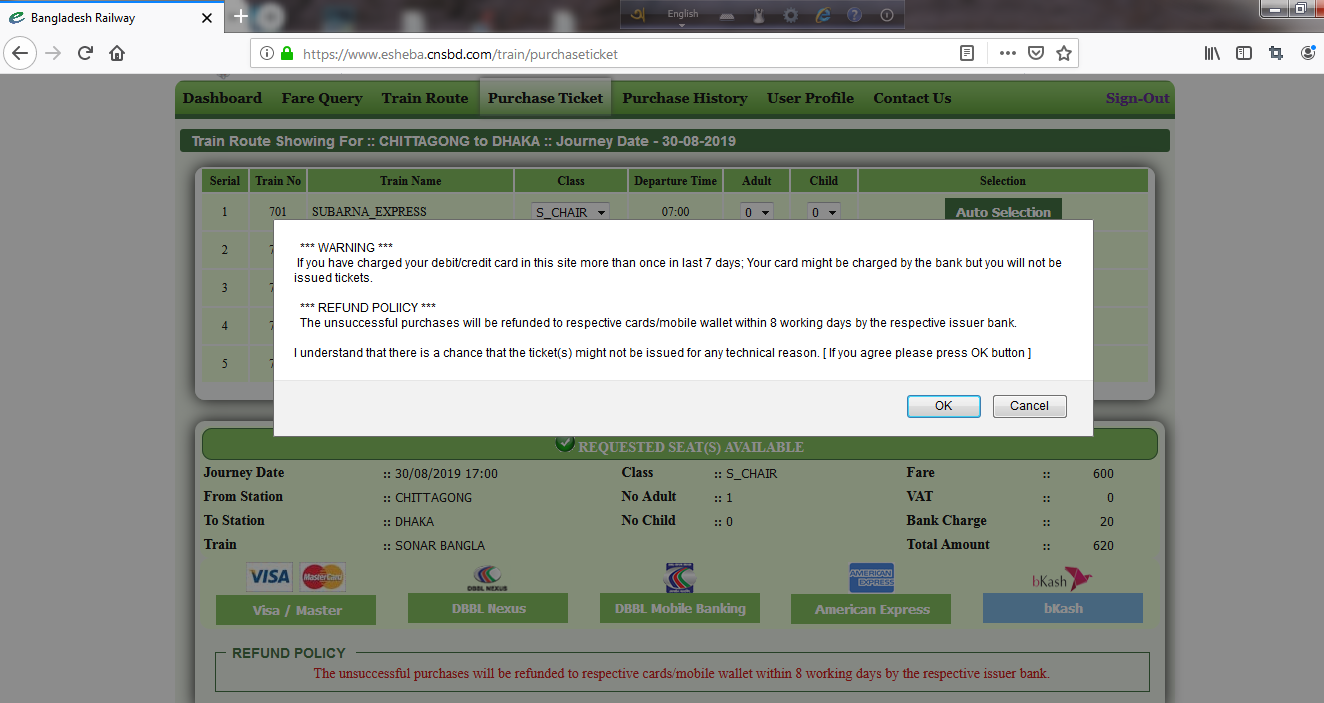 Bangladesh Railway
English
https://www.esheba.cnsbd.com/train/purchaseticket
Dashboard Fare Query Train Route Purchase Ticket Purchase History User Profile Contact Us Sign-Out
Train Route Showing For :: CHITTAGONG to DHAKA :: Journey Date - 30-08-2019
Serial Train No Train Name Class Departure Time Adult Child Selection
1 701 SUBARNA_EXPRESS S_CHAIR 07:00 0 0 Auto Selection
2 7
3 7
4 7
5 7
*** WARNING ***
If you have charged your debit/credit card in this site more than once in last 7 days; Your card might be charged by the bank but you will not be
issued tickets.
*** REFUND POLIICY ***
The unsuccessful purchases will be refunded to respective cards/mobile wallet within 8 working days by the respective issuer bank.
I understand that there is a chance that the ticket(s) might not be issued for any technical reason. [ If you agree please press OK button ]
OK Cancel
REQUESTED SEAT(S) AVAILABLE
Journey Date :: 30/08/2019 17:00 Class :: S_CHAIR Fare :: 600
From Station :: CHITTAGONG No Adult :: 1 VAT :: 0
To Station :: DHAKA No Child :: 0 Bank Charge :: 20
Train :: SONAR BANGLA Total Amount :: 620
VISA MasterCard DBBL NEXUS AMERICAN EXPRESS bKash
Visa / Master DBBL Nexus DBBL Mobile Banking American Express bKash
REFUND POLICY
The unsuccessful purchases will be refunded to respective cards/mobile wallet within 8 working days by the respective issuer bank.